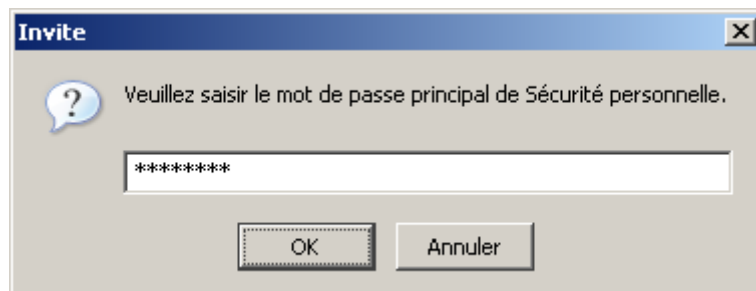 Invite
?
Veuillez saisir le mot de passe principal de Sécurité personnelle.
********
OK
Annuler